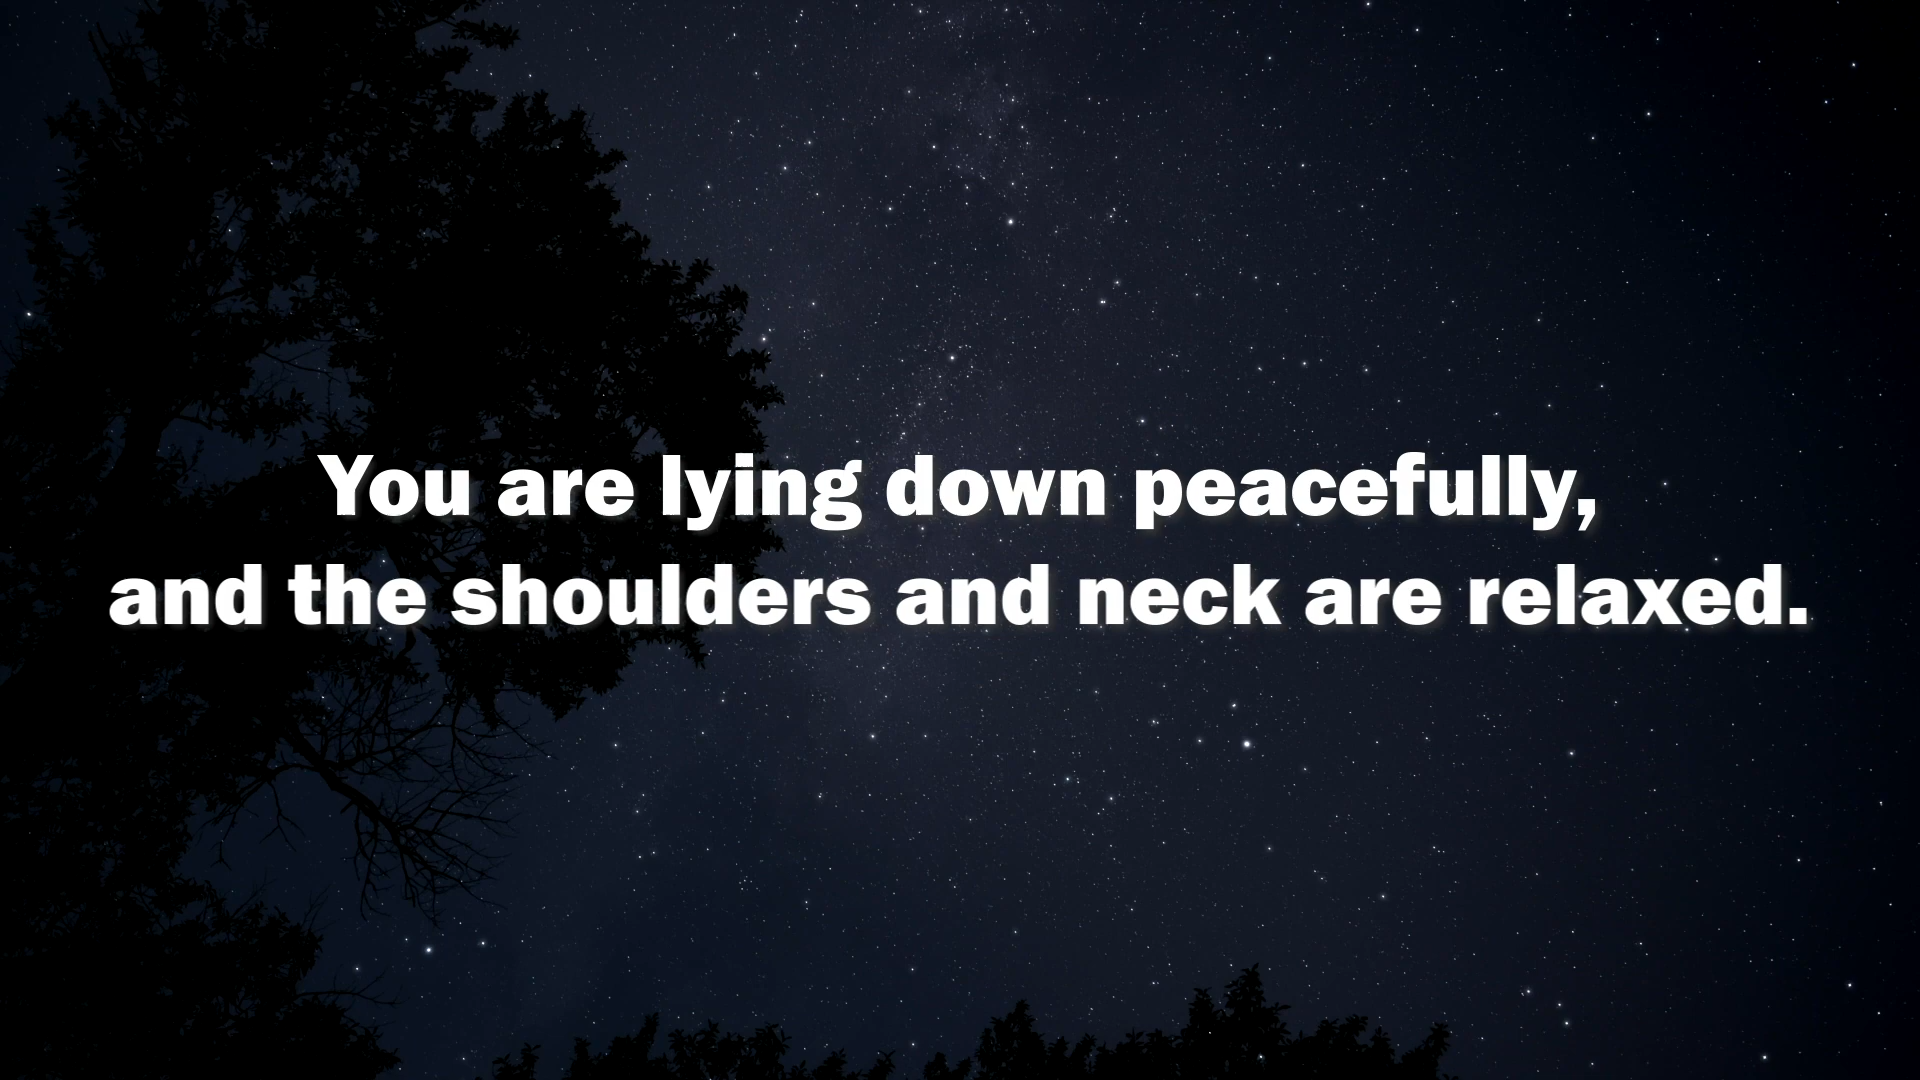 You are lying down peacefully,
and the shoulders and neck are relaxed.